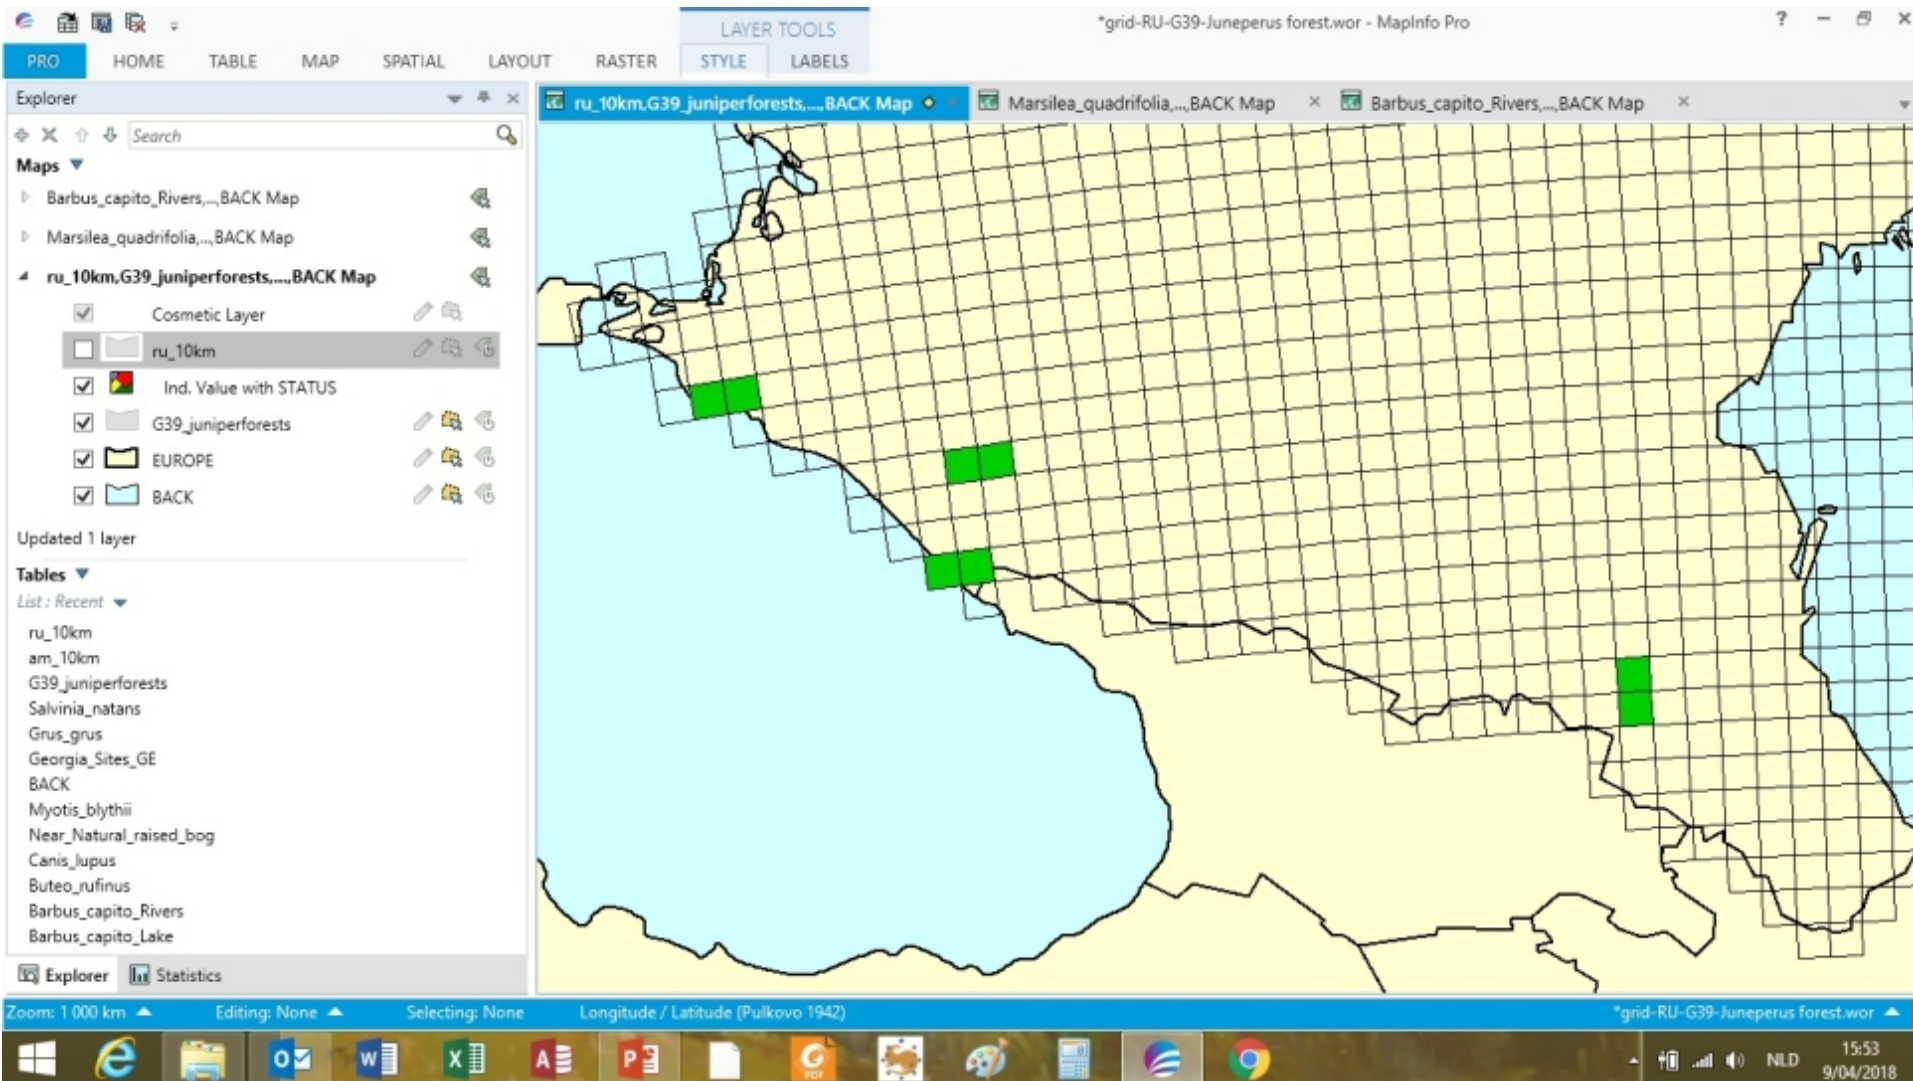 LAYER TOOLS
*grid-RU-G39-Juneperus forest.wor - MapInfo Pro
PRO HOME TABLE MAP SPATIAL LAYOUT RASTER STYLE LABELS
Explorer
ru_10km,G39_juniperforests,...,BACK Map
Marsilea_quadrifolia,...,BACK Map
Barbus_capito_Rivers,...,BACK Map
Search
Maps
Barbus_capito_Rivers,...,BACK Map
Marsilea_quadrifolia,...,BACK Map
ru_10km,G39_juniperforests,...,BACK Map
Cosmetic Layer
ru_10km
Ind. Value with STATUS
G39_juniperforests
EUROPE
BACK
Updated 1 layer
Tables
List : Recent
ru_10km
am_10km
G39_juniperforests
Salvinia_natans
Grus_grus
Georgia_Sites_GE
BACK
Myotis_blythii
Near_Natural_raised_bog
Canis_lupus
Buteo_rufinus
Barbus_capito_Rivers
Barbus_capito_Lake
Explorer Statistics
Zoom: 1 000 km Editing: None Selecting: None Longitude / Latitude (Pulkovo 1942) *grid-RU-G39-Juneperus forest.wor
NLD
15:53
9/04/2018